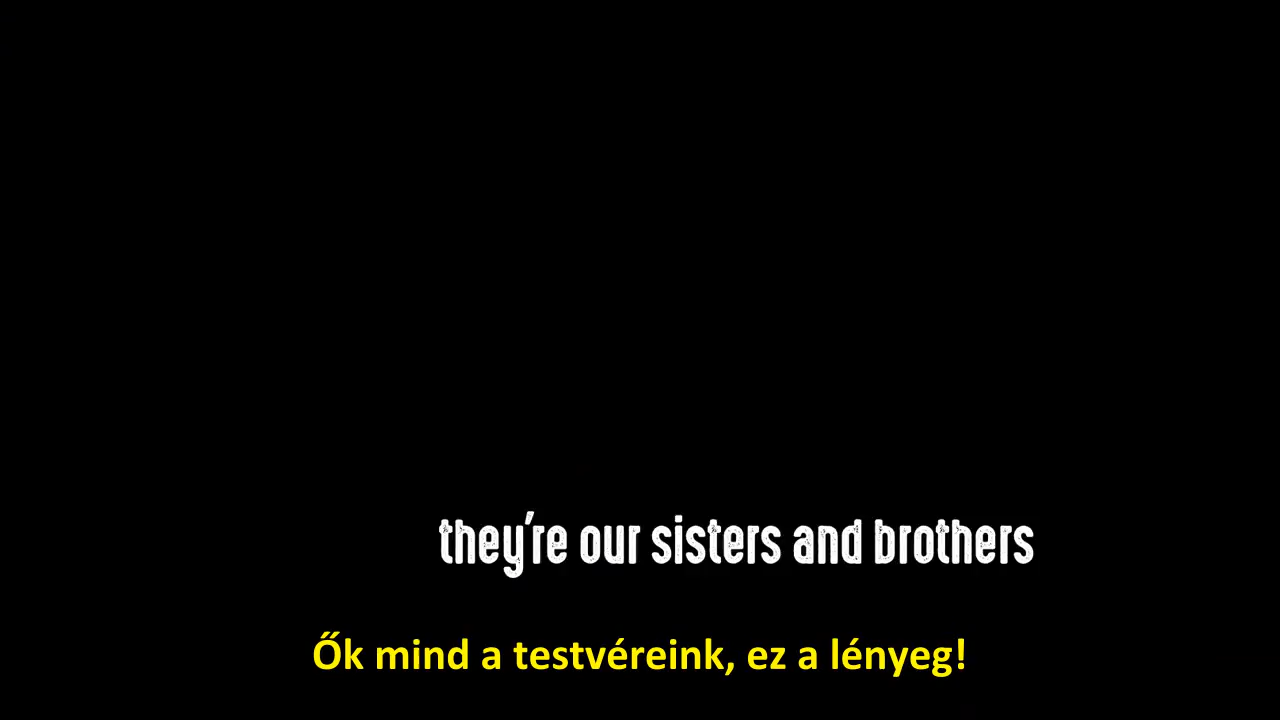 they're our sisters and brothers
Ők mind a testvéreink, ez a lényeg!